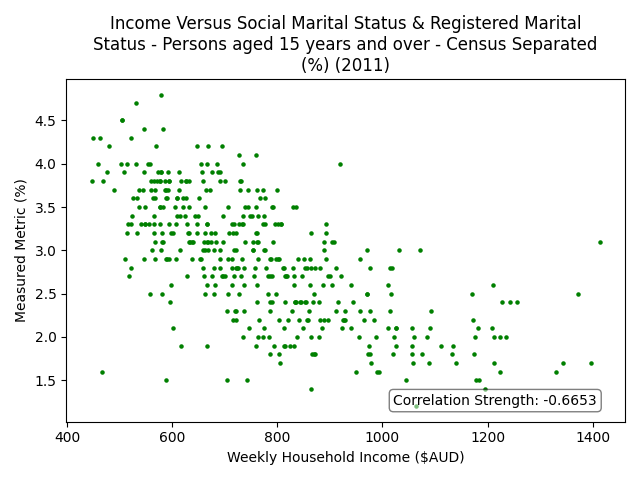 Income Versus Social Marital Status & Registered Marital
Status - Persons aged 15 years and over - Census Separated
(%) (2011)
Measured Metric (%)
4.5
4.0
3.5
3.0
2.5
2.0
1.5
Correlation Strength: -0.6653
400
600
800
1000
1200
1400
Weekly Household Income ($AUD)